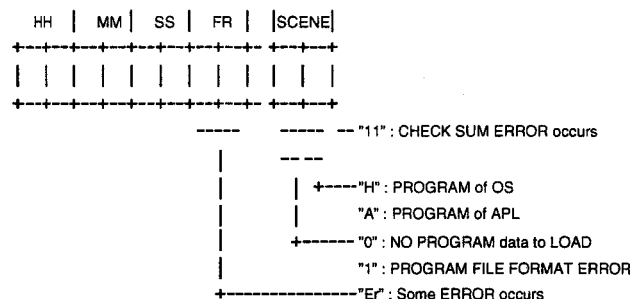 HH | MM | SS | FR | |SCENE|
"11" : CHECK SUM ERROR occurs
"H" : PROGRAM of OS
"A" : PROGRAM of APL
"0" : NO PROGRAM data to LOAD
"1" : PROGRAM FILE FORMAT ERROR
"Er" : Some ERROR occurs